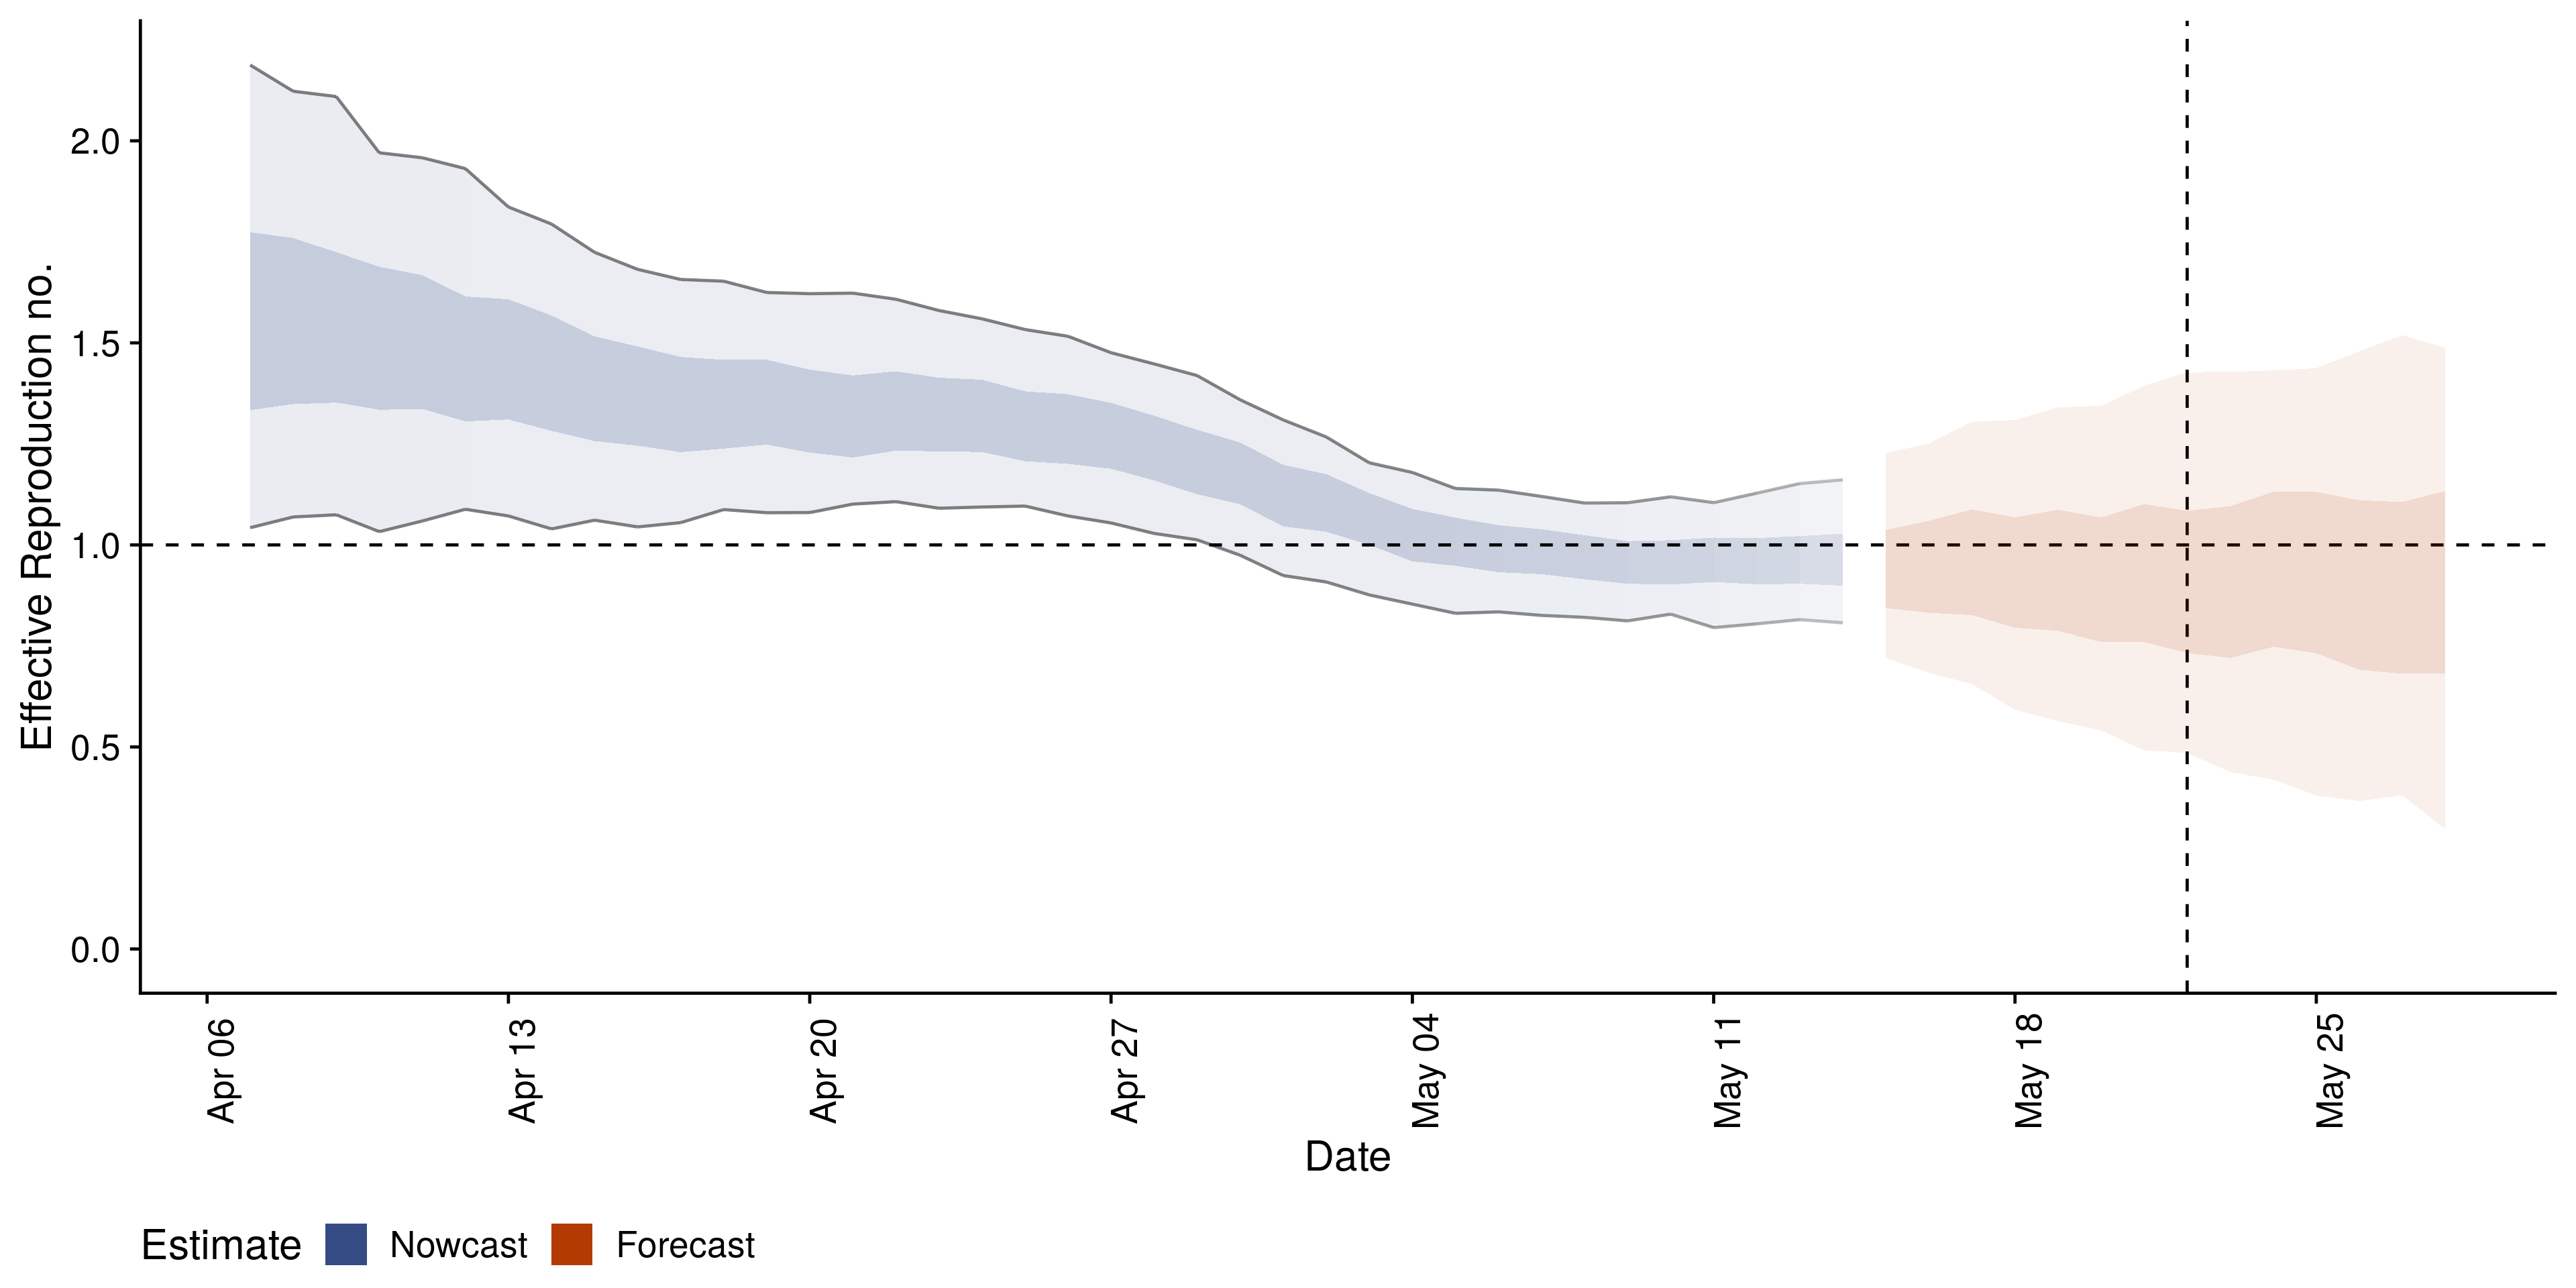 Effective Reproduction no.
2.0
1.5
1.0
0.5
0.0
Apr 06
Apr 13
Apr 20
Apr 27
May 04
May 11
May 18
May 25
Date
Estimate Nowcast Forecast